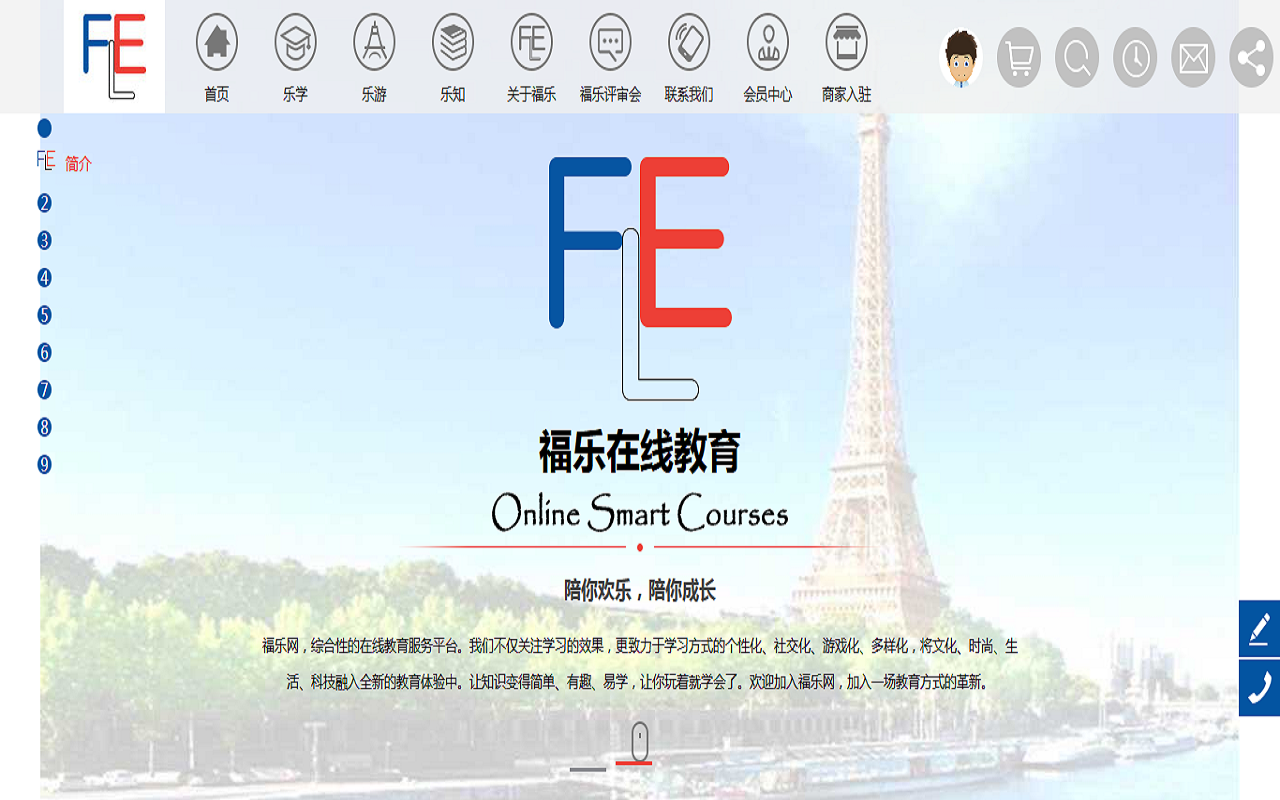 FLE
首页
乐学
乐游
乐知
FLE
关于福乐
福乐评审会
联系我们
会员中心
商家入驻
FLE 简介
2
3
4
5
6
7
8
9
FLE
福乐在线教育
Online Smart Courses
陪你欢乐，陪你成长
福乐网，综合性的在线教育服务平台。我们不仅关注学习的效果，更致力于学习方式的个性化、社交化、游戏化、多样化，将文化、时尚、生
活、科技融入全新的教育体验中。让知识变得简单、有趣、易学，让你玩着就学会了。欢迎加入福乐网，加入一场教育方式的革新。